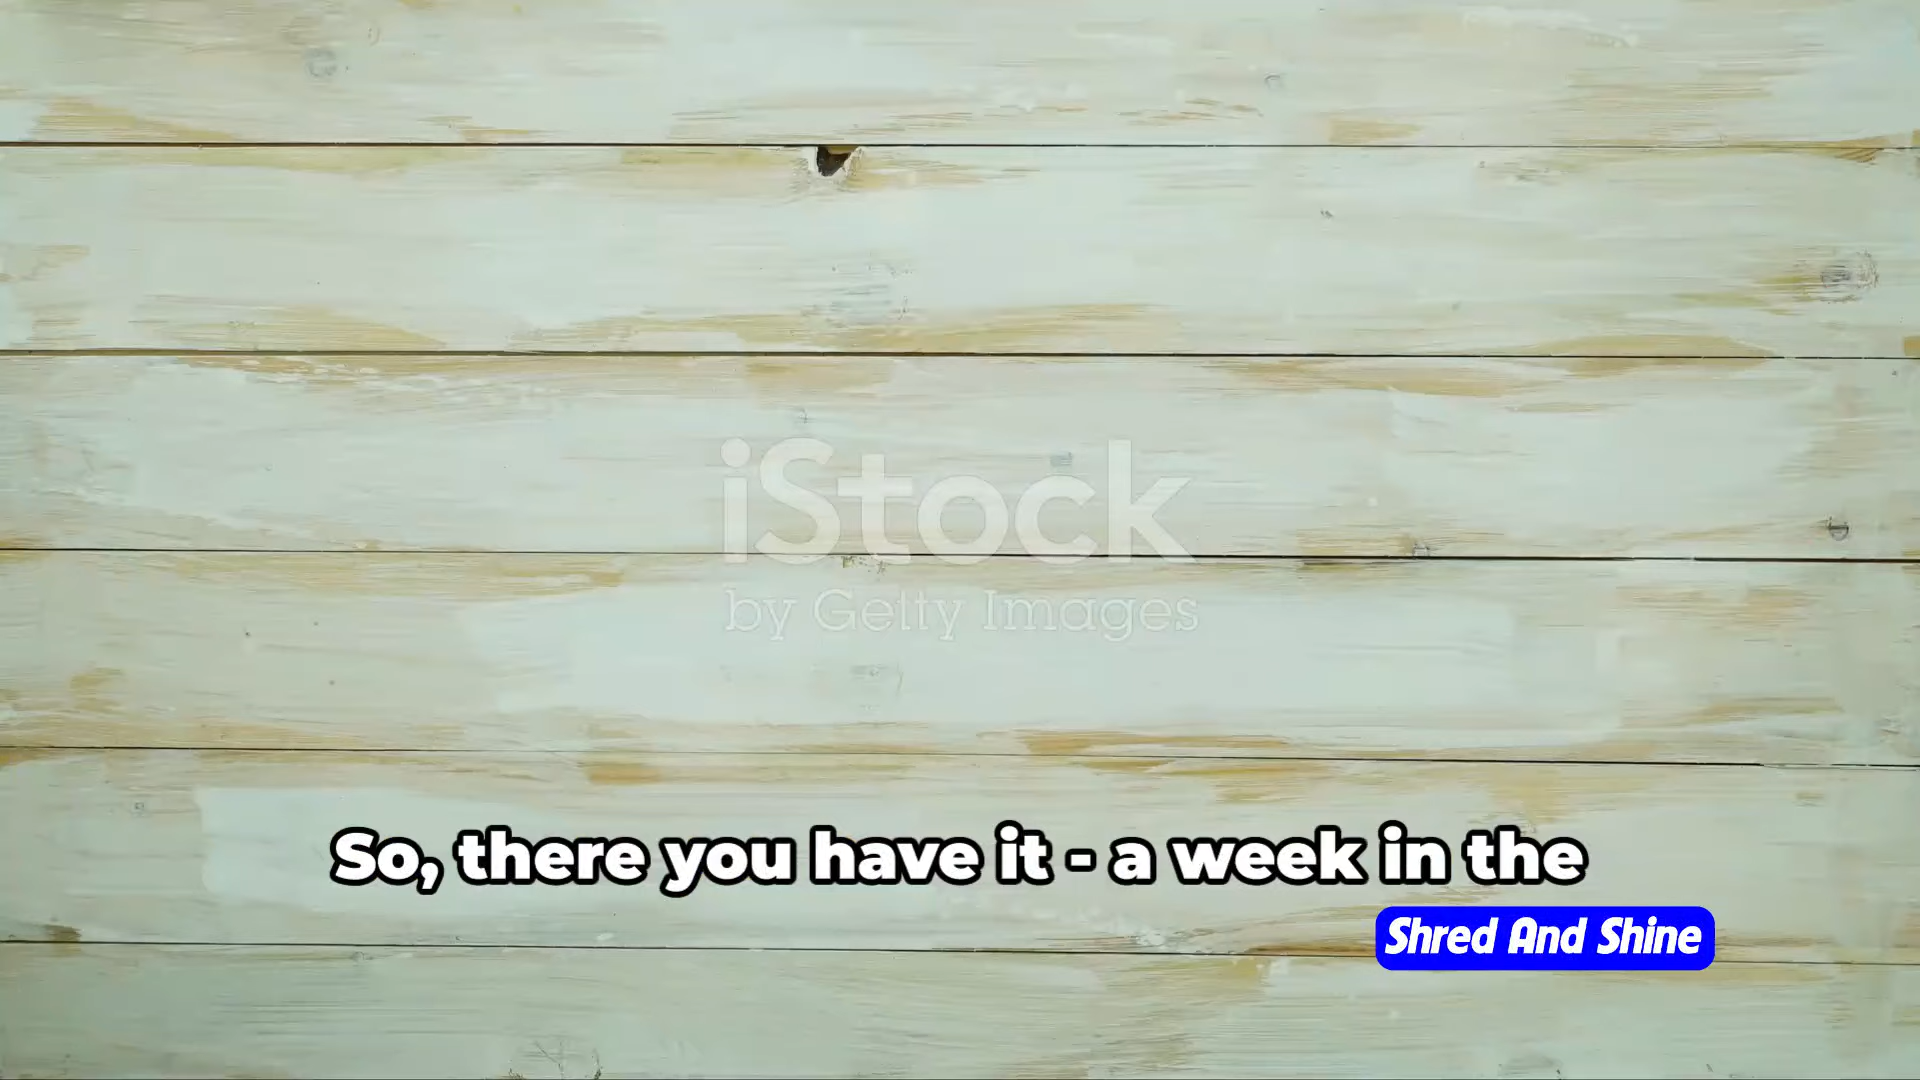 iStock
by Getty Images
So, there you have it - a week in the
Shred And Shine